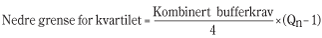 Nedre grense for kvartilet = Kombinert bufferkrav / 4 × (Qn − 1)